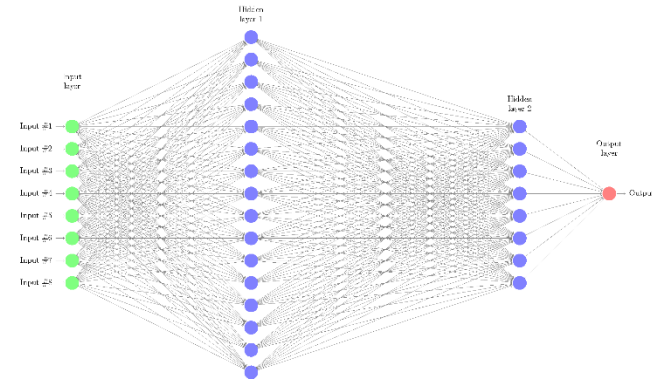 Hidden
layer 1
Input
layer
Hidden
layer 2
Input #1
Input #2
Input #3
Input #4
Input #5
Input #6
Input #7
Input #8
Output
layer
Outpu